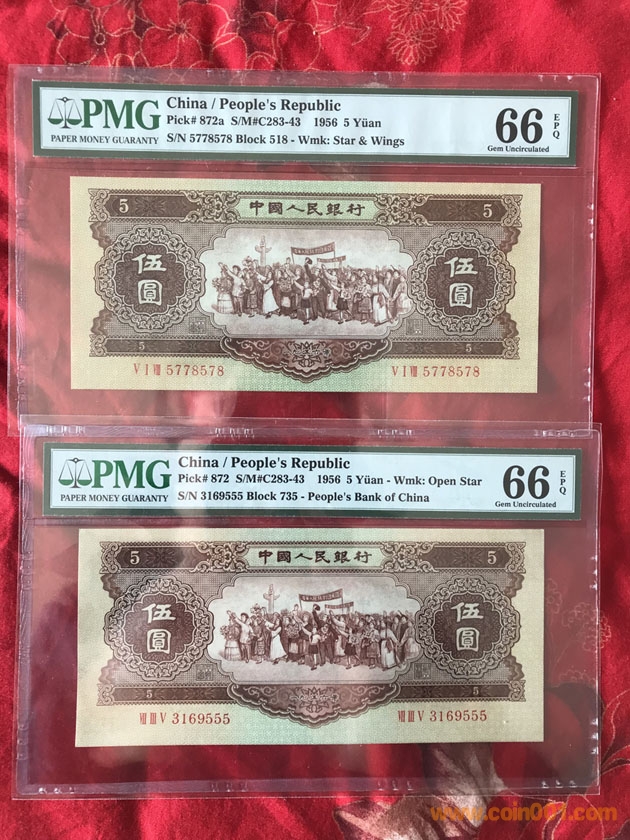 PMG
PAPER MONEY GUARANTY
China / People's Republic
Pick# 872a S/M#C283-43 1956 5 Yüan
S/N 5778578 Block 518 - Wmk: Star & Wings
66 EPQ
Gem Uncirculated
5 中國人民銀行 5
伍圓 伍圓
5 5
V I VIII 5778578 V I VIII 5778578
PMG
PAPER MONEY GUARANTY
China / People's Republic
Pick# 872 S/M#C283-43 1956 5 Yüan - Wmk: Open Star
S/N 3169555 Block 735 - People's Bank of China
66 EPQ
Gem Uncirculated
5 中國人民銀行 5
伍圓 伍圓
5 5
VII III V 3169555 VII III V 3169555
www.coin001.com